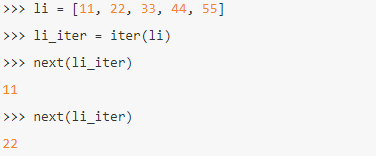 >>> li = [11, 22, 33, 44, 55]
>>> li_iter = iter(li)
>>> next(li_iter)
11
>>> next(li_iter)
22